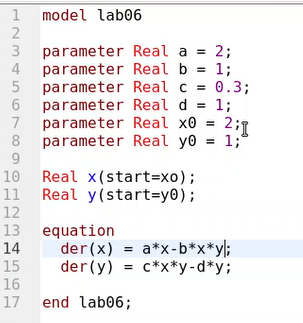 1 model lab06
2
3 parameter Real a = 2;
4 parameter Real b = 1;
5 parameter Real c = 0.3;
6 parameter Real d = 1;
7 parameter Real x0 = 2;
8 parameter Real y0 = 1;
9
10 Real x(start=xo);
11 Real y(start=y0);
12
13 equation
14 der(x) = a*x-b*x*y;
15 der(y) = c*x*y-d*y;
16
17 end lab06;